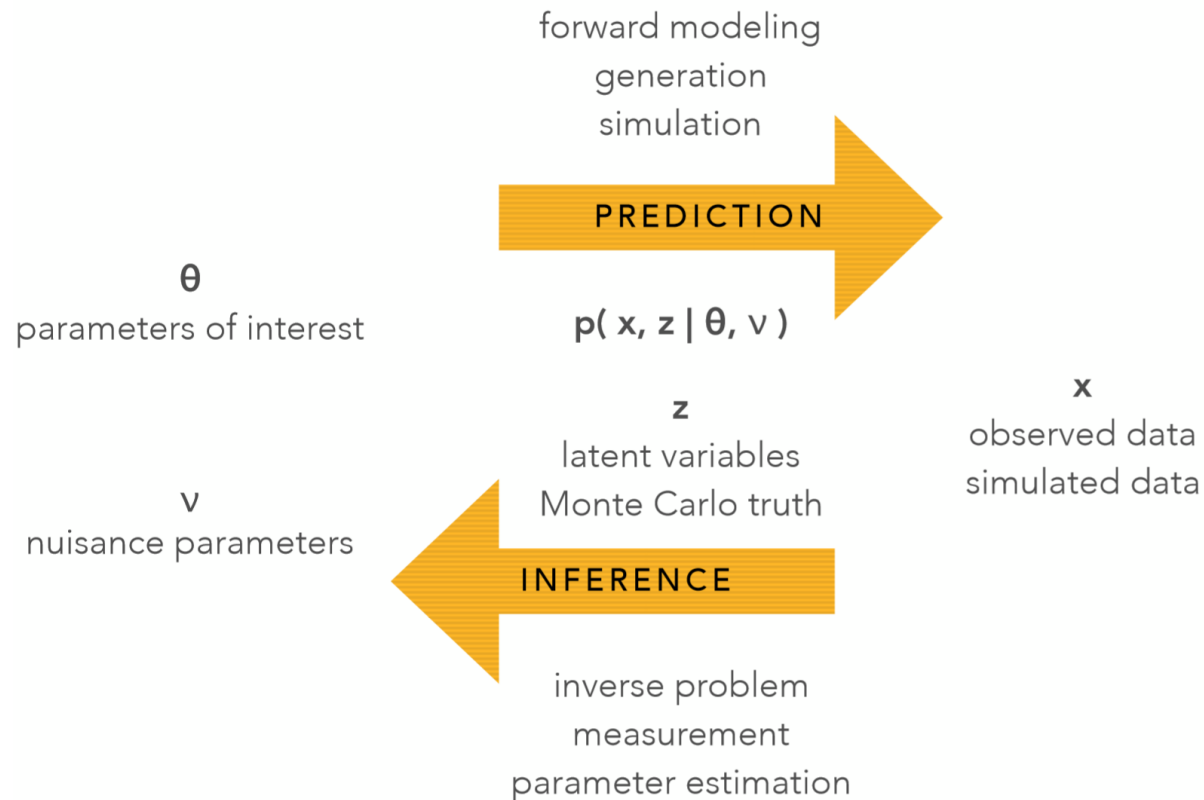 forward modeling
generation
simulation
PREDICTION
θ
parameters of interest
p( x, z | θ, ν )
x
observed data
simulated data
z
latent variables
Monte Carlo truth
ν
nuisance parameters
INFERENCE
inverse problem
measurement
parameter estimation